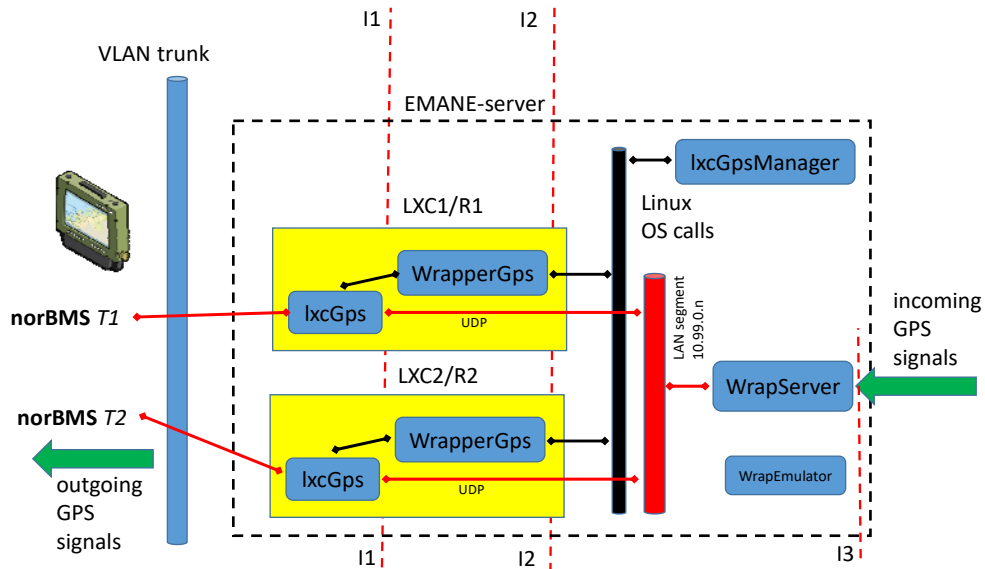 I1
I2
VLAN trunk
EMANE-server
lxcGpsManager
LXC1/R1
Linux
OS calls
WrapperGps
lxcGps
UDP
norBMS T1
LAN segment
10.99.0.n
incoming
GPS
signals
WrapServer
LXC2/R2
norBMS T2
WrapperGps
lxcGps
UDP
WrapEmulator
outgoing
GPS
signals
I1
I2
I3